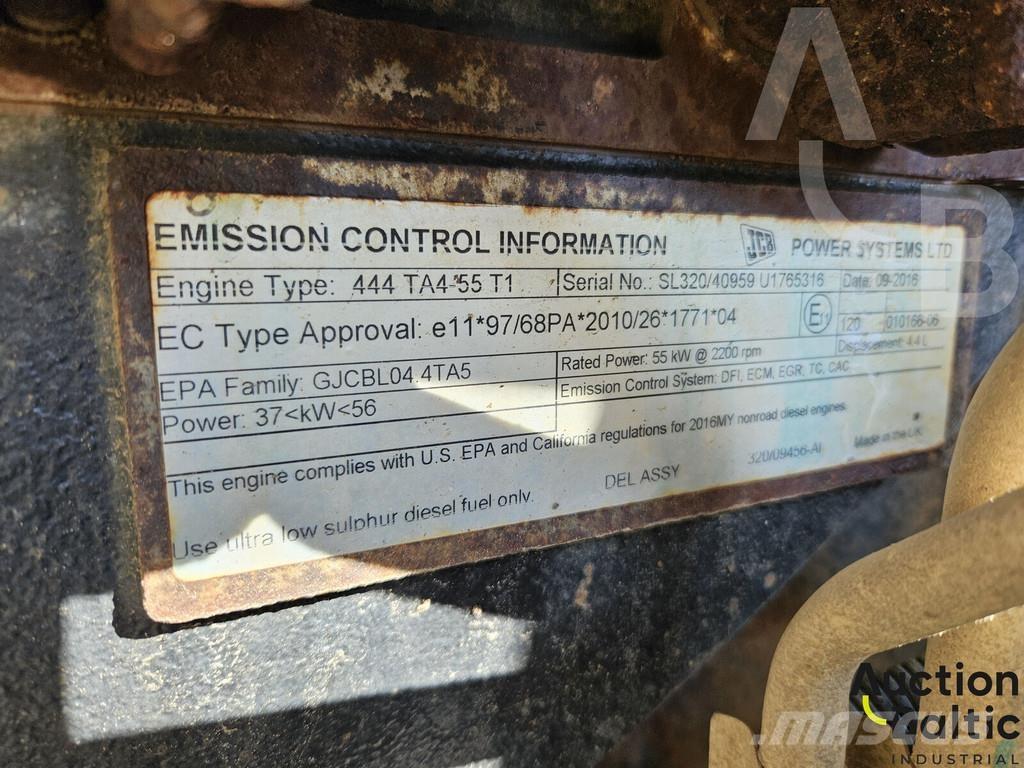 EMISSION CONTROL INFORMATION JCB POWER SYSTEMS LTD
Engine Type: 444 TA4-55 T1 Serial No.: SL320/40959 U1765316 Date: 09-2016
EC Type Approval: e11*97/68PA*2010/26*1771*04 E11 120 010166-06
EPA Family: GJCBL04.4TA5 Rated Power: 55 kW @ 2200 rpm Displacement: 4.4 L
Power: 37<kW<56 Emission Control System: DFI, ECM, EGR, TC, CAC
This engine complies with U.S. EPA and California regulations for 2016MY nonroad diesel engines.
Use ultra low sulphur diesel fuel only. DEL ASSY 320/09456-AI Made in the UK
AB
Auction
Baltic
INDUSTRIAL
MASCUS